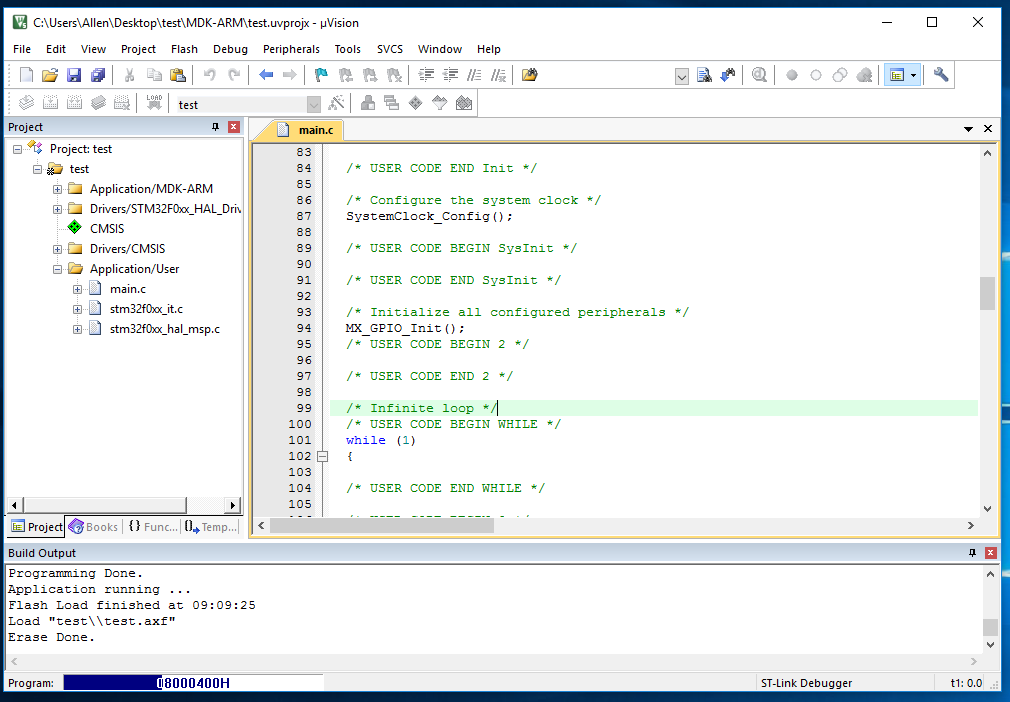 C:\Users\Allen\Desktop\test\MDK-ARM\test.uvprojx - µVision
File Edit View Project Flash Debug Peripherals Tools SVCS Window Help
LOAD
test
Project
main.c
Project: test
test
Application/MDK-ARM
Drivers/STM32F0xx_HAL_Driv
CMSIS
Drivers/CMSIS
Application/User
main.c
stm32f0xx_it.c
stm32f0xx_hal_msp.c
Project Books {} Func... Temp...
83
84 /* USER CODE END Init */
85
86 /* Configure the system clock */
87 SystemClock_Config();
88
89 /* USER CODE BEGIN SysInit */
90
91 /* USER CODE END SysInit */
92
93 /* Initialize all configured peripherals */
94 MX_GPIO_Init();
95 /* USER CODE BEGIN 2 */
96
97 /* USER CODE END 2 */
98
99 /* Infinite loop */
100 /* USER CODE BEGIN WHILE */
101 while (1)
102 {
103
104 /* USER CODE END WHILE */
105
Build Output
Programming Done.
Application running ...
Flash Load finished at 09:09:25
Load "test\\test.axf"
Erase Done.
Program: 08000400H ST-Link Debugger t1: 0.0